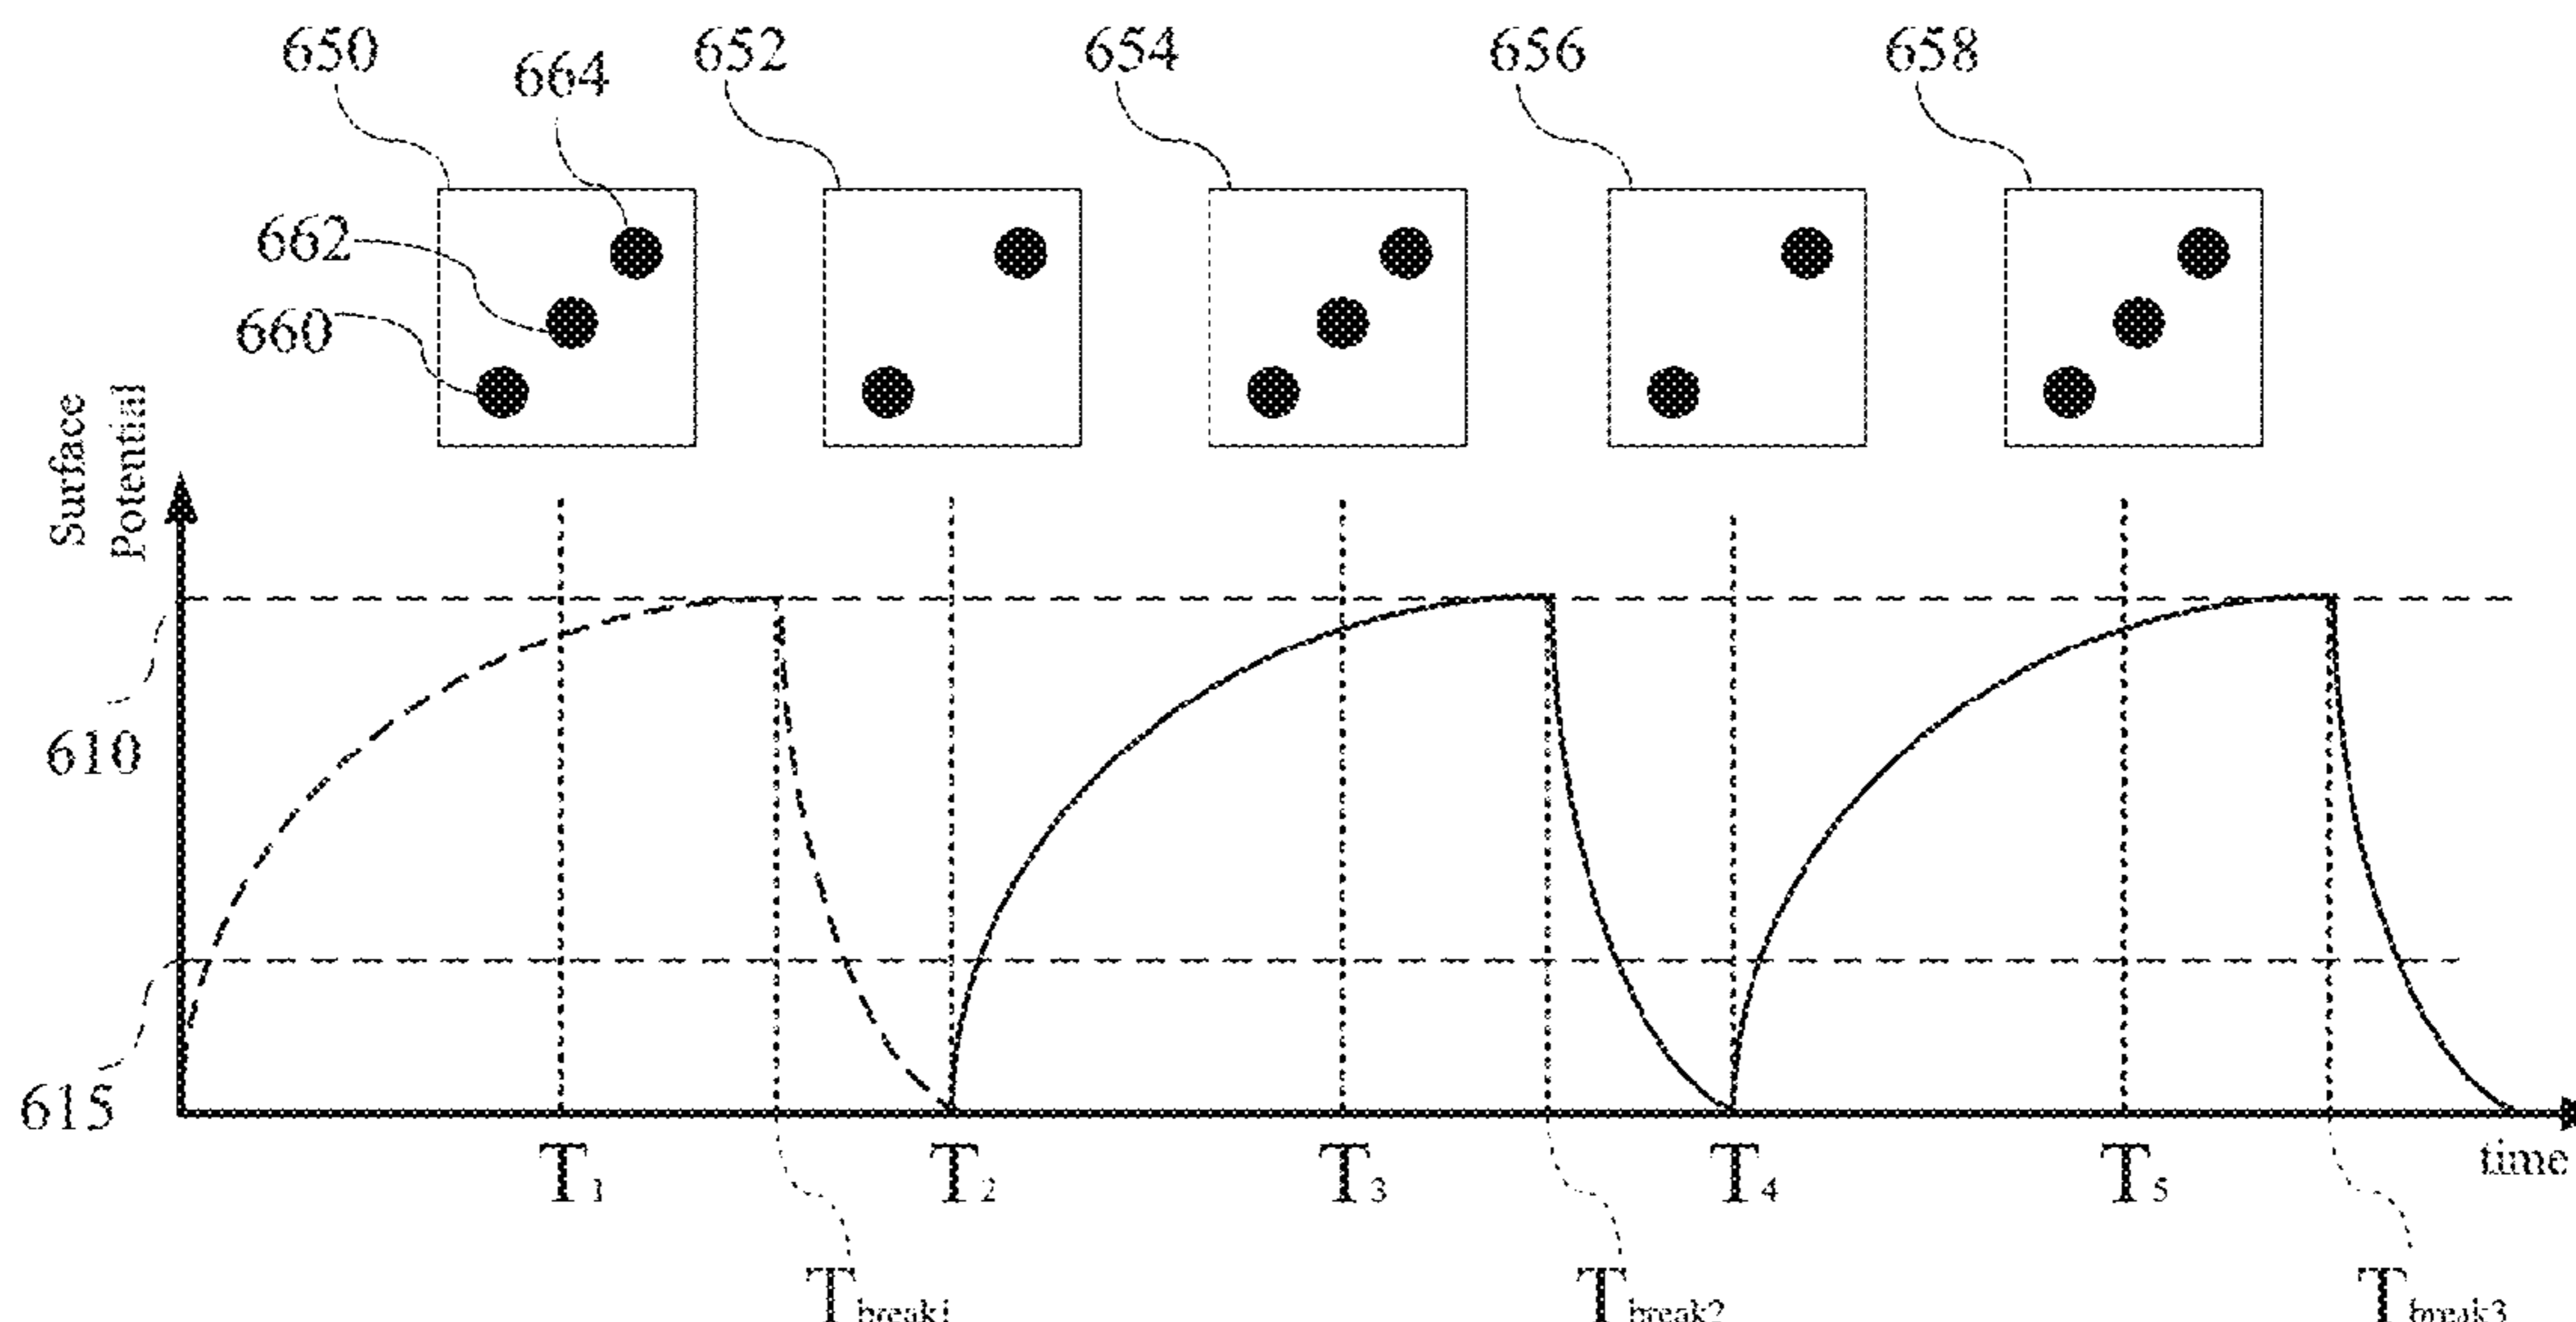 650
664
652
654
656
658
662
660
Surface
Potential
610
615
T₁
T₂
T₃
T₄
T₅
time
Tbreak1
Tbreak2
Tbreak3